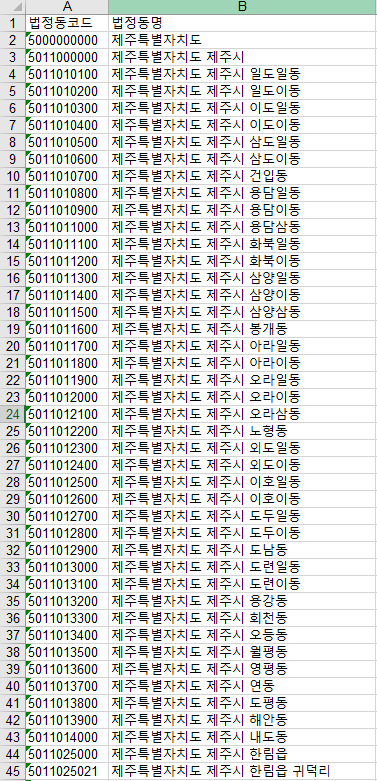 A B
1 법정동코드 법정동명
2 5000000000 제주특별자치도
3 5011000000 제주특별자치도 제주시
4 5011010100 제주특별자치도 제주시 일도일동
5 5011010200 제주특별자치도 제주시 일도이동
6 5011010300 제주특별자치도 제주시 이도일동
7 5011010400 제주특별자치도 제주시 이도이동
8 5011010500 제주특별자치도 제주시 삼도일동
9 5011010600 제주특별자치도 제주시 삼도이동
10 5011010700 제주특별자치도 제주시 건입동
11 5011010800 제주특별자치도 제주시 용담일동
12 5011010900 제주특별자치도 제주시 용담이동
13 5011011000 제주특별자치도 제주시 용담삼동
14 5011011100 제주특별자치도 제주시 화북일동
15 5011011200 제주특별자치도 제주시 화북이동
16 5011011300 제주특별자치도 제주시 삼양일동
17 5011011400 제주특별자치도 제주시 삼양이동
18 5011011500 제주특별자치도 제주시 삼양삼동
19 5011011600 제주특별자치도 제주시 봉개동
20 5011011700 제주특별자치도 제주시 아라일동
21 5011011800 제주특별자치도 제주시 아라이동
22 5011011900 제주특별자치도 제주시 오라일동
23 5011012000 제주특별자치도 제주시 오라이동
24 5011012100 제주특별자치도 제주시 오라삼동
25 5011012200 제주특별자치도 제주시 노형동
26 5011012300 제주특별자치도 제주시 외도일동
27 5011012400 제주특별자치도 제주시 외도이동
28 5011012500 제주특별자치도 제주시 이호일동
29 5011012600 제주특별자치도 제주시 이호이동
30 5011012700 제주특별자치도 제주시 도두일동
31 5011012800 제주특별자치도 제주시 도두이동
32 5011012900 제주특별자치도 제주시 도남동
33 5011013000 제주특별자치도 제주시 도련일동
34 5011013100 제주특별자치도 제주시 도련이동
35 5011013200 제주특별자치도 제주시 용강동
36 5011013300 제주특별자치도 제주시 회천동
37 5011013400 제주특별자치도 제주시 오등동
38 5011013500 제주특별자치도 제주시 월평동
39 5011013600 제주특별자치도 제주시 영평동
40 5011013700 제주특별자치도 제주시 연동
41 5011013800 제주특별자치도 제주시 도평동
42 5011013900 제주특별자치도 제주시 해안동
43 5011014000 제주특별자치도 제주시 내도동
44 5011025000 제주특별자치도 제주시 한림읍
45 5011025021 제주특별자치도 제주시 한림읍 귀덕리